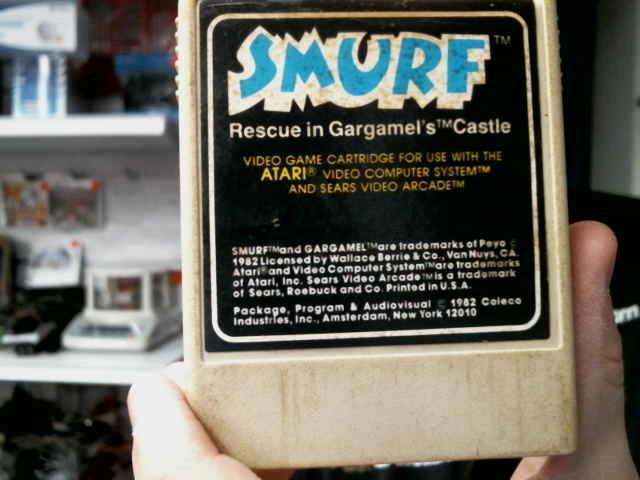 SMURF™
Rescue in Gargamel's™ Castle
VIDEO GAME CARTRIDGE FOR USE WITH THE
ATARI® VIDEO COMPUTER SYSTEM™
AND SEARS VIDEO ARCADE™
SMURF™and GARGAMEL™are trademarks of Peyo ©
1982 Licensed by Wallace Berrie & Co., Van Nuys, CA.
Atari®and Video Computer System™are trademarks
of Atari, Inc. Sears Video Arcade™is a trademark
of Sears, Roebuck and Co. Printed in U.S.A.
Package, Program & Audiovisual © 1982 Coleco
Industries, Inc., Amsterdam, New York 12010